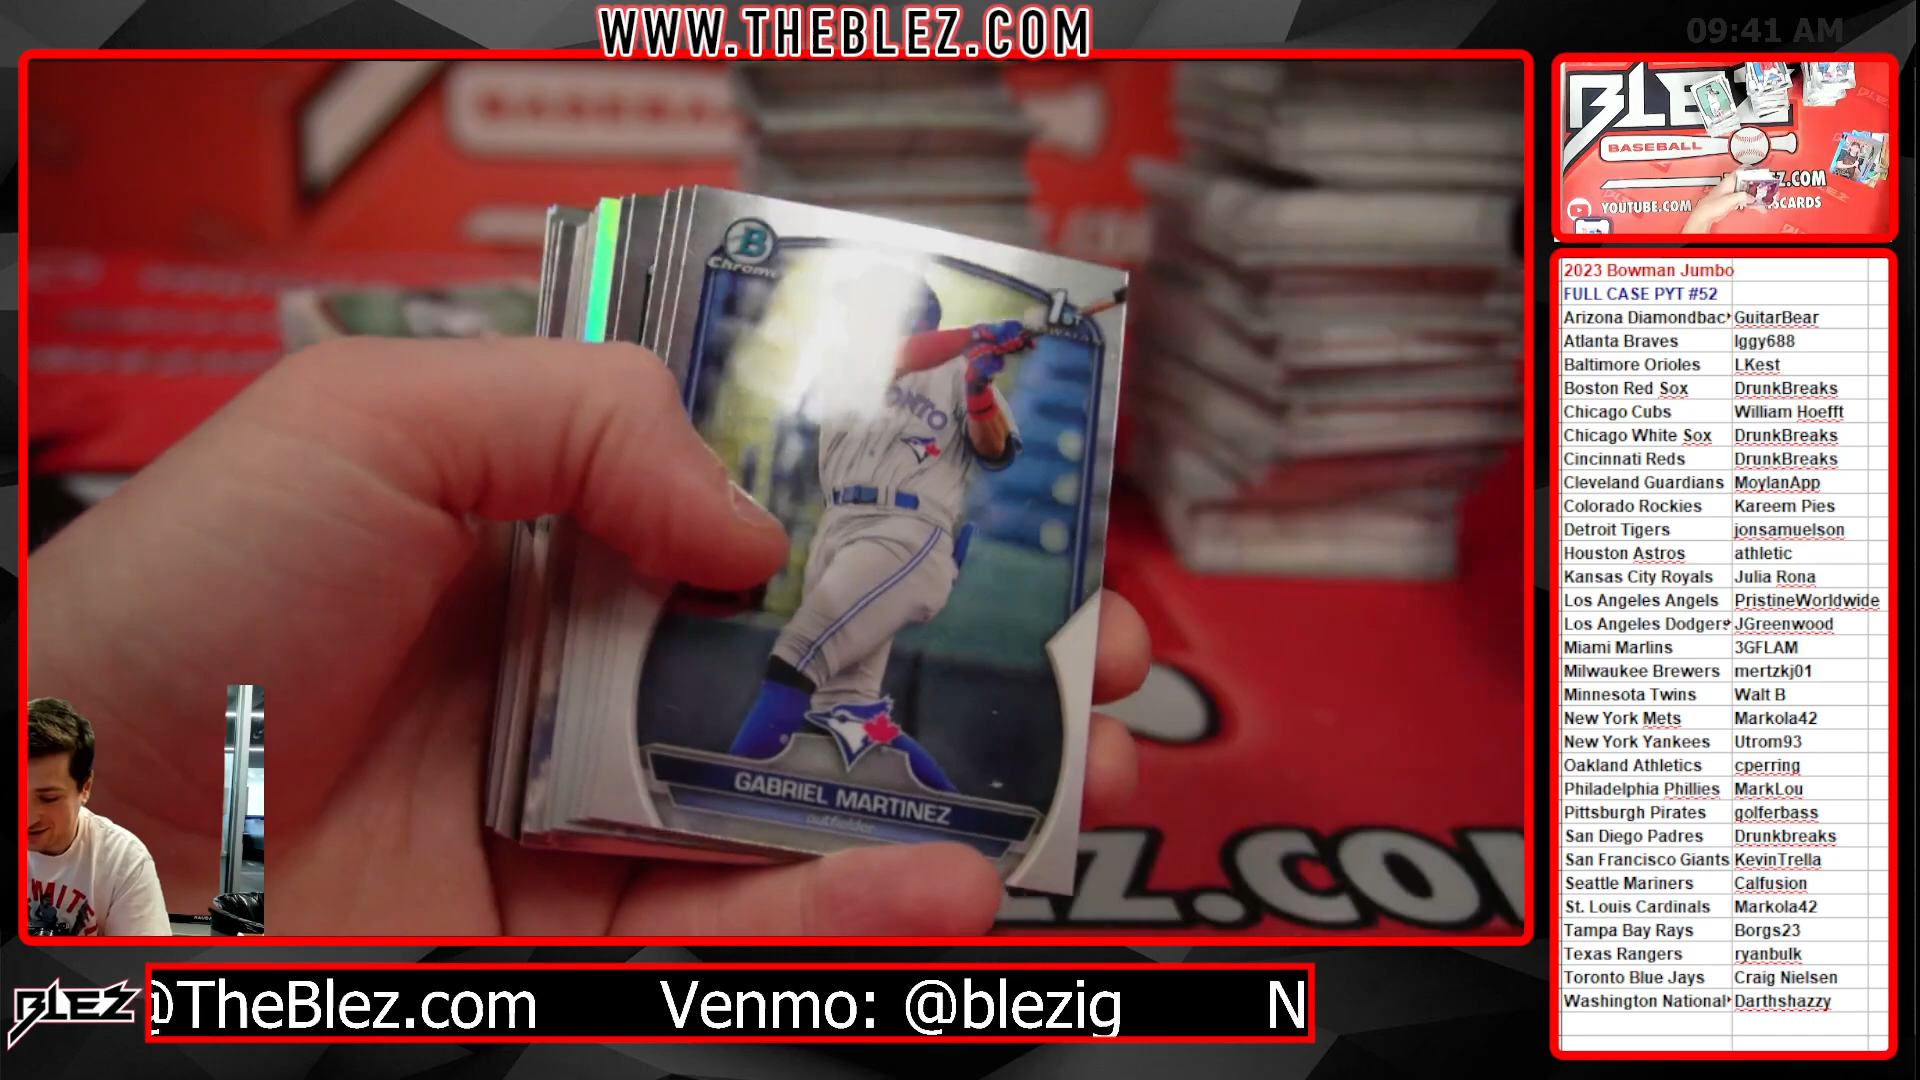 WWW.THEBLEZ.COM
09:41 AM
BASEBALL
YOUTUBE.COM
B
Chrome
1ST
GABRIEL MARTINEZ
outfielder
2023 Bowman Jumbo
FULL CASE PYT #52
Arizona Diamondbac GuitarBear
Atlanta Braves Iggy688
Baltimore Orioles LKest
Boston Red Sox DrunkBreaks
Chicago Cubs William Hoefft
Chicago White Sox DrunkBreaks
Cincinnati Reds DrunkBreaks
Cleveland Guardians MoylanApp
Colorado Rockies Kareem Pies
Detroit Tigers jonsamuelson
Houston Astros athletic
Kansas City Royals Julia Rona
Los Angeles Angels PristineWorldwide
Los Angeles Dodgers JGreenwood
Miami Marlins 3GFLAM
Milwaukee Brewers mertzkj01
Minnesota Twins Walt B
New York Mets Markola42
New York Yankees Utrom93
Oakland Athletics cperring
Philadelphia Phillies MarkLou
Pittsburgh Pirates golferbass
San Diego Padres Drunkbreaks
San Francisco Giants KevinTrella
Seattle Mariners Calfusion
St. Louis Cardinals Markola42
Tampa Bay Rays Borgs23
Texas Rangers ryanbulk
Toronto Blue Jays Craig Nielsen
Washington National Darthshazzy
BLEZ
@TheBlez.com Venmo: @blezig N